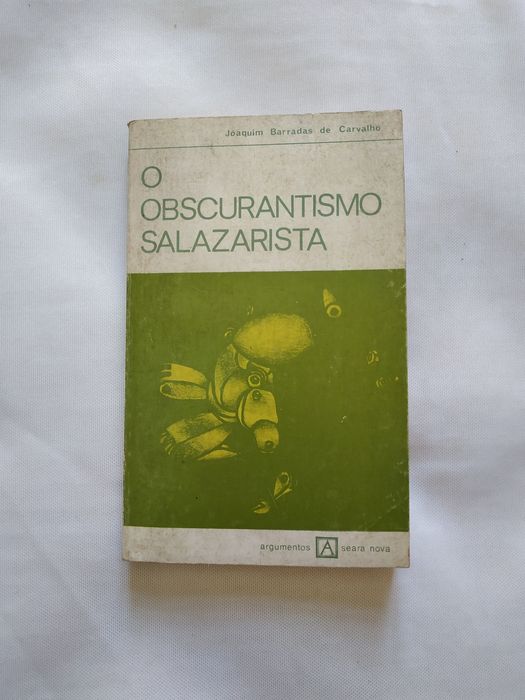 Joaquim Barradas de Carvalho
O
OBSCURANTISMO
SALAZARISTA
argumentos A seara nova